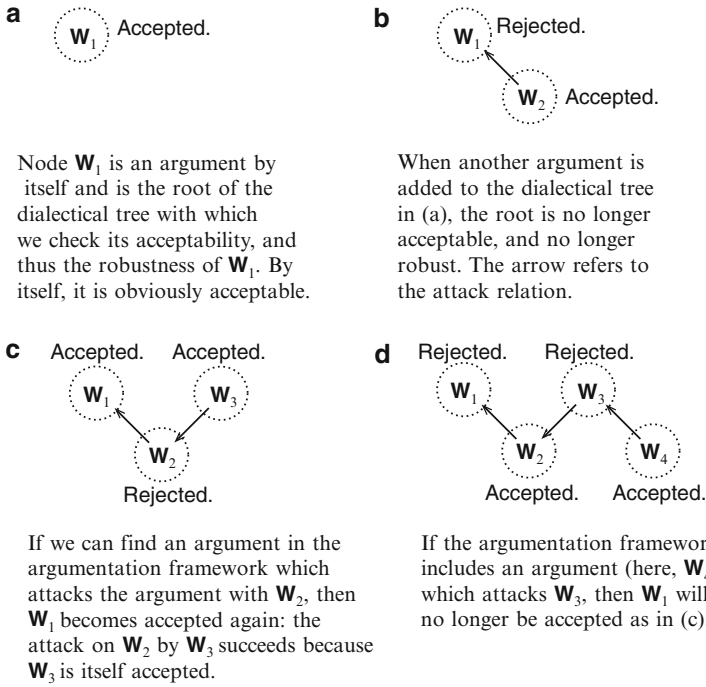 a
W1 Accepted.
Node W1 is an argument by
itself and is the root of the
dialectical tree with which
we check its acceptability, and
thus the robustness of W1. By
itself, it is obviously acceptable.
b
W1 Rejected.
W2 Accepted.
When another argument is
added to the dialectical tree
in (a), the root is no longer
acceptable, and no longer
robust. The arrow refers to
the attack relation.
c
Accepted. Accepted.
W1 W3
W2
Rejected.
If we can find an argument in the
argumentation framework which
attacks the argument with W2, then
W1 becomes accepted again: the
attack on W2 by W3 succeeds because
W3 is itself accepted.
d
Rejected. Rejected.
W1 W3
W2 W4
Accepted. Accepted.
If the argumentation framewor
includes an argument (here, W
which attacks W3, then W1 will
no longer be accepted as in (c)